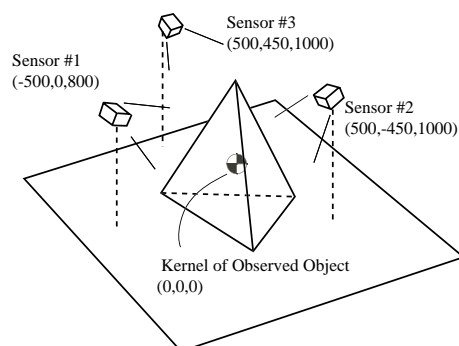 Sensor #3
(500,450,1000)
Sensor #1
(-500,0,800)
Sensor #2
(500,-450,1000)
Kernel of Observed Object
(0,0,0)